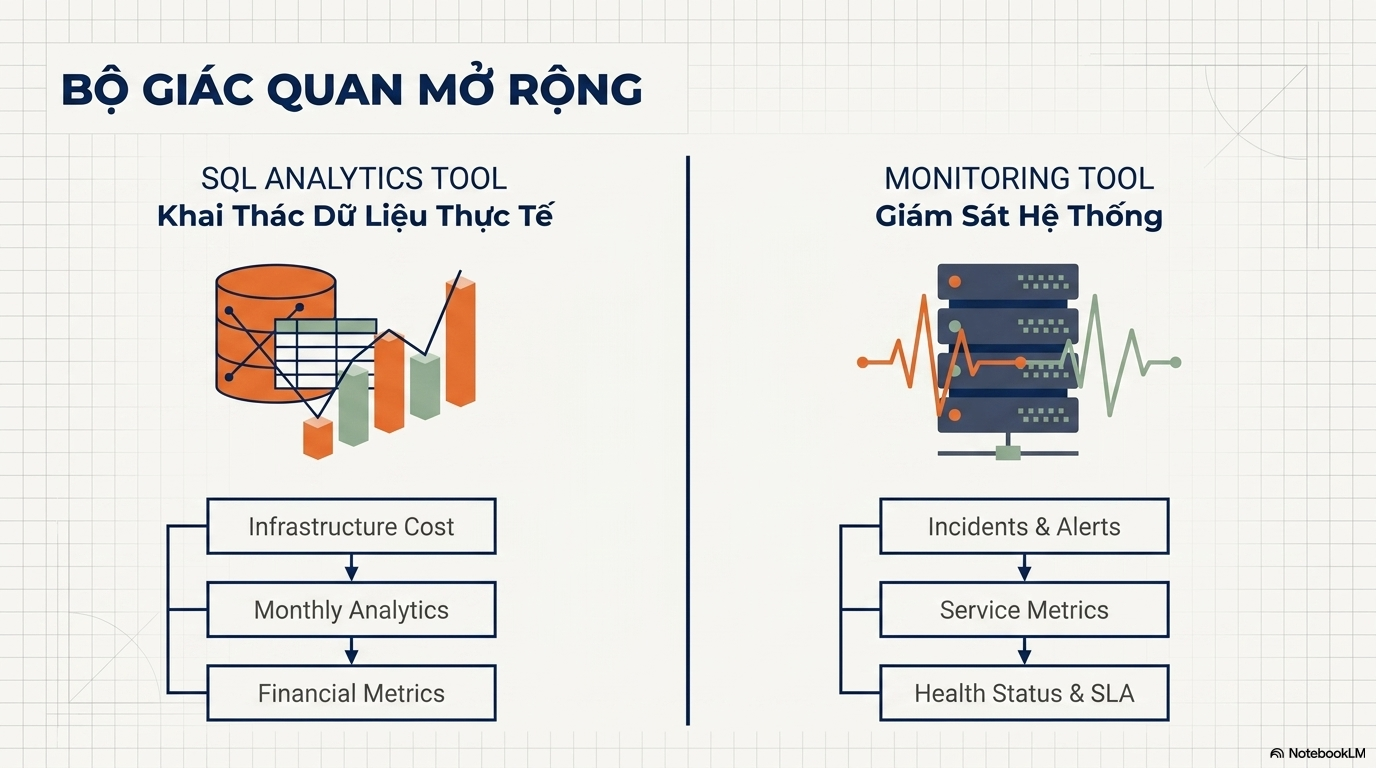 BỘ GIÁC QUAN MỞ RỘNG
SQL ANALYTICS TOOL
Khai Thác Dữ Liệu Thực Tế
Infrastructure Cost
Monthly Analytics
Financial Metrics
MONITORING TOOL
Giám Sát Hệ Thống
Incidents & Alerts
Service Metrics
Health Status & SLA
NotebookLM